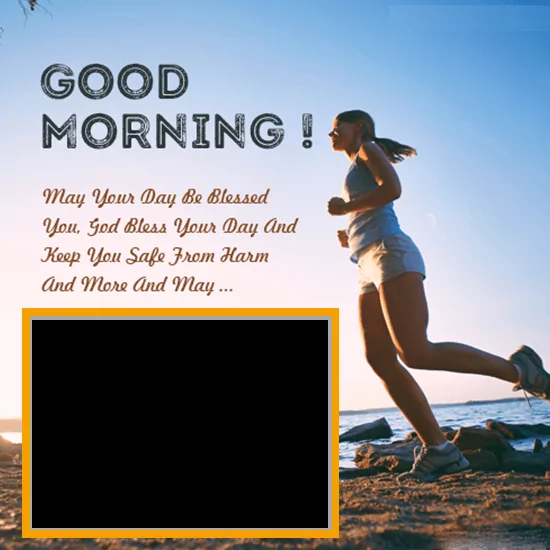 GOOD
MORNING !
May Your Day Be Blessed
You, God Bless Your Day And
Keep You Safe From Harm
And More And May ...